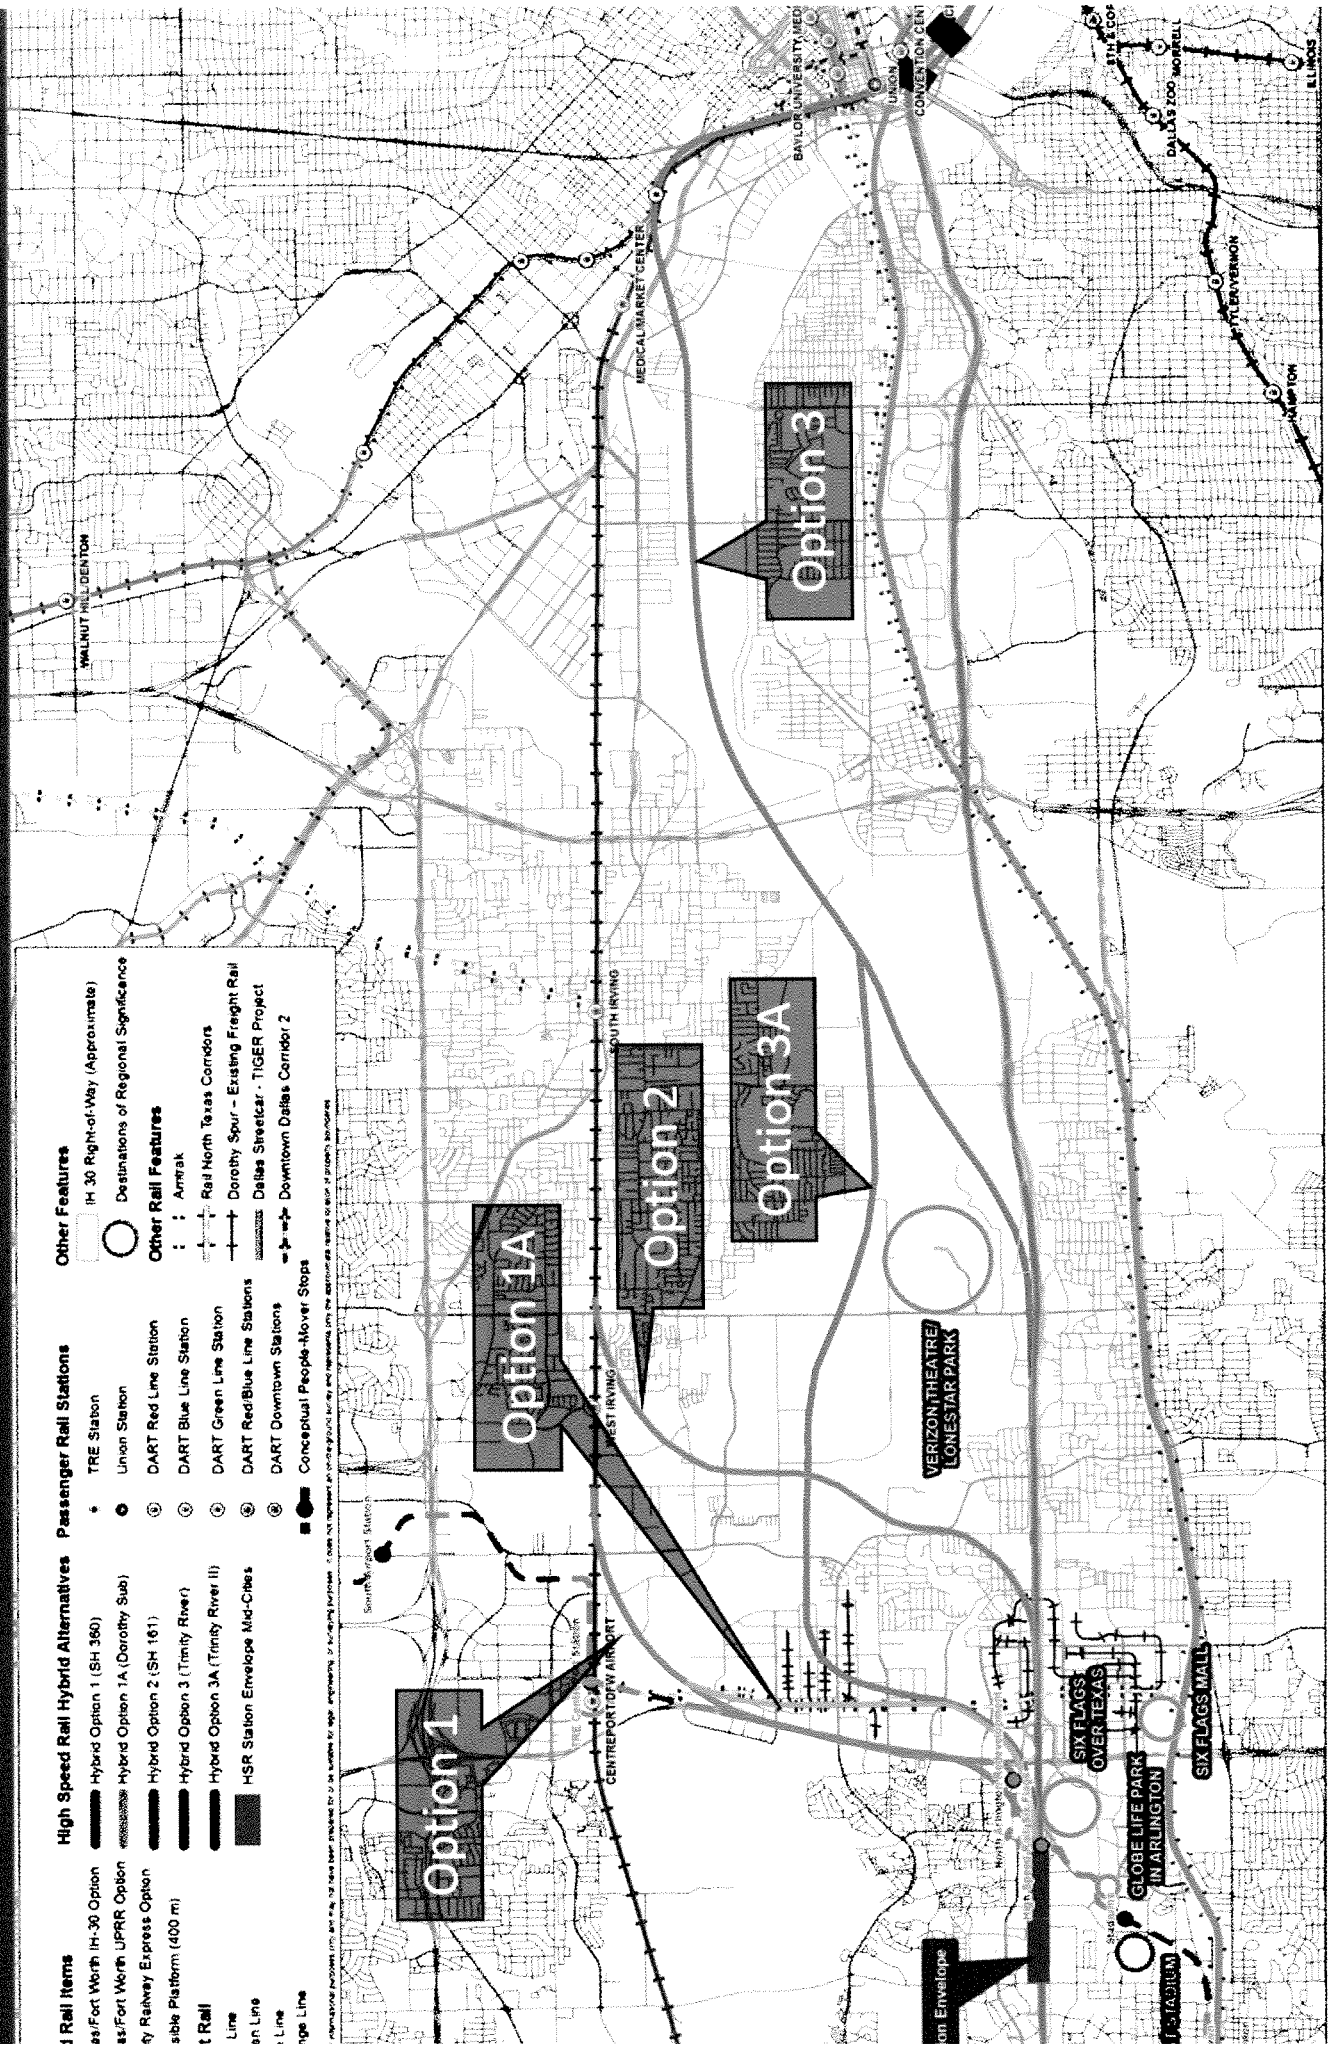 l Rail Items
as/Fort Worth IH-30 Option
as/Fort Worth UPRR Option
ty Railway Express Option
sible Platform (400 m)
t Rail
Line
en Line
Line
nge Line
High Speed Rail Hybrid Alternatives
Hybrid Option 1 (SH 360)
Hybrid Option 1A (Dorothy Sub)
Hybrid Option 2 (SH 161)
Hybrid Option 3 (Trinity River)
Hybrid Option 3A (Trinity River II)
HSR Station Envelope Mid-Cities
Passenger Rail Stations
TRE Station
Union Station
DART Red Line Station
DART Blue Line Station
DART Green Line Station
DART Red/Blue Line Stations
DART Downtown Stations
Conceptual People-Mover Stops
Other Features
IH 30 Right-of-Way (Approximate)
Destinations of Regional Significance
Other Rail Features
Amtrak
Rail North Texas Corridors
Dorothy Spur - Existing Freight Rail
Dallas Streetcar - TIGER Project
Downtown Dallas Corridor 2
WALNUT HILL/DENTON
Option 1
Option 1A
Option 2
Option 3A
Option 3
CENTREPORT/DFW AIRPORT
WEST IRVING
SOUTH IRVING
MEDICAL/MARKET CENTER
BAYLOR UNIVERSITY MED
UNION
CONVENTION CENT
8TH & COR
MORRELL
ILLINOIS
DALLAS ZOO
TYLER/VERNON
HAMPTON
VERIZON THEATRE/
LONESTAR PARK
SIX FLAGS
OVER TEXAS
GLOBE LIFE PARK
IN ARLINGTON
SIX FLAGS MALL
on Envelope
STADIUM